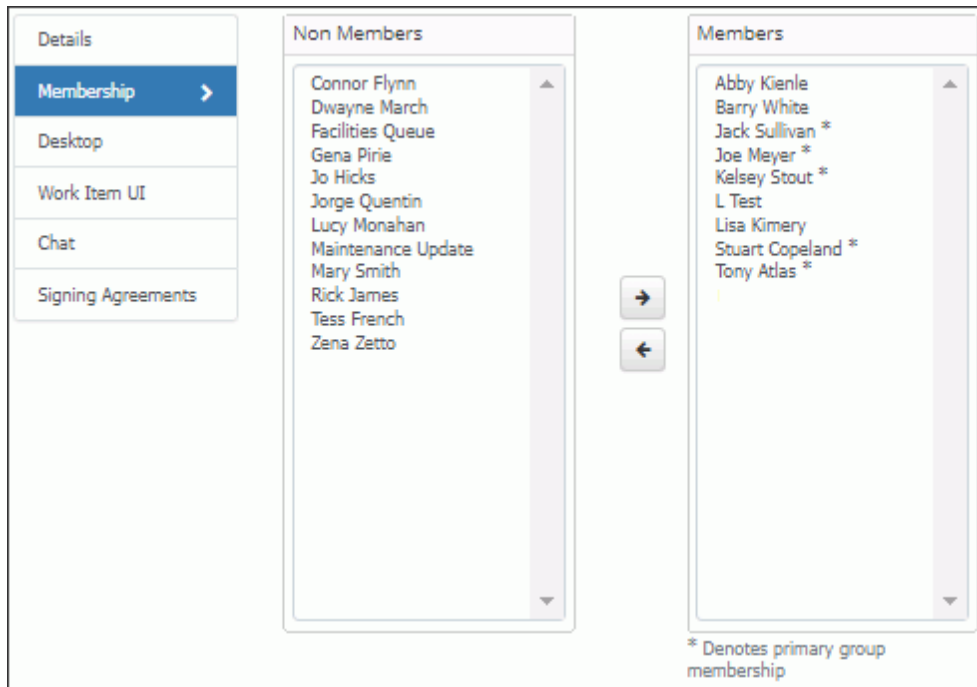 Details
Membership
Desktop
Work Item UI
Chat
Signing Agreements
Non Members
Connor Flynn
Dwayne March
Facilities Queue
Gena Pirie
Jo Hicks
Jorge Quentin
Lucy Monahan
Maintenance Update
Mary Smith
Rick James
Tess French
Zena Zetto
Members
Abby Kienle
Barry White
Jack Sullivan *
Joe Meyer *
Kelsey Stout *
L Test
Lisa Kimery
Stuart Copeland *
Tony Atlas *
* Denotes primary group
membership